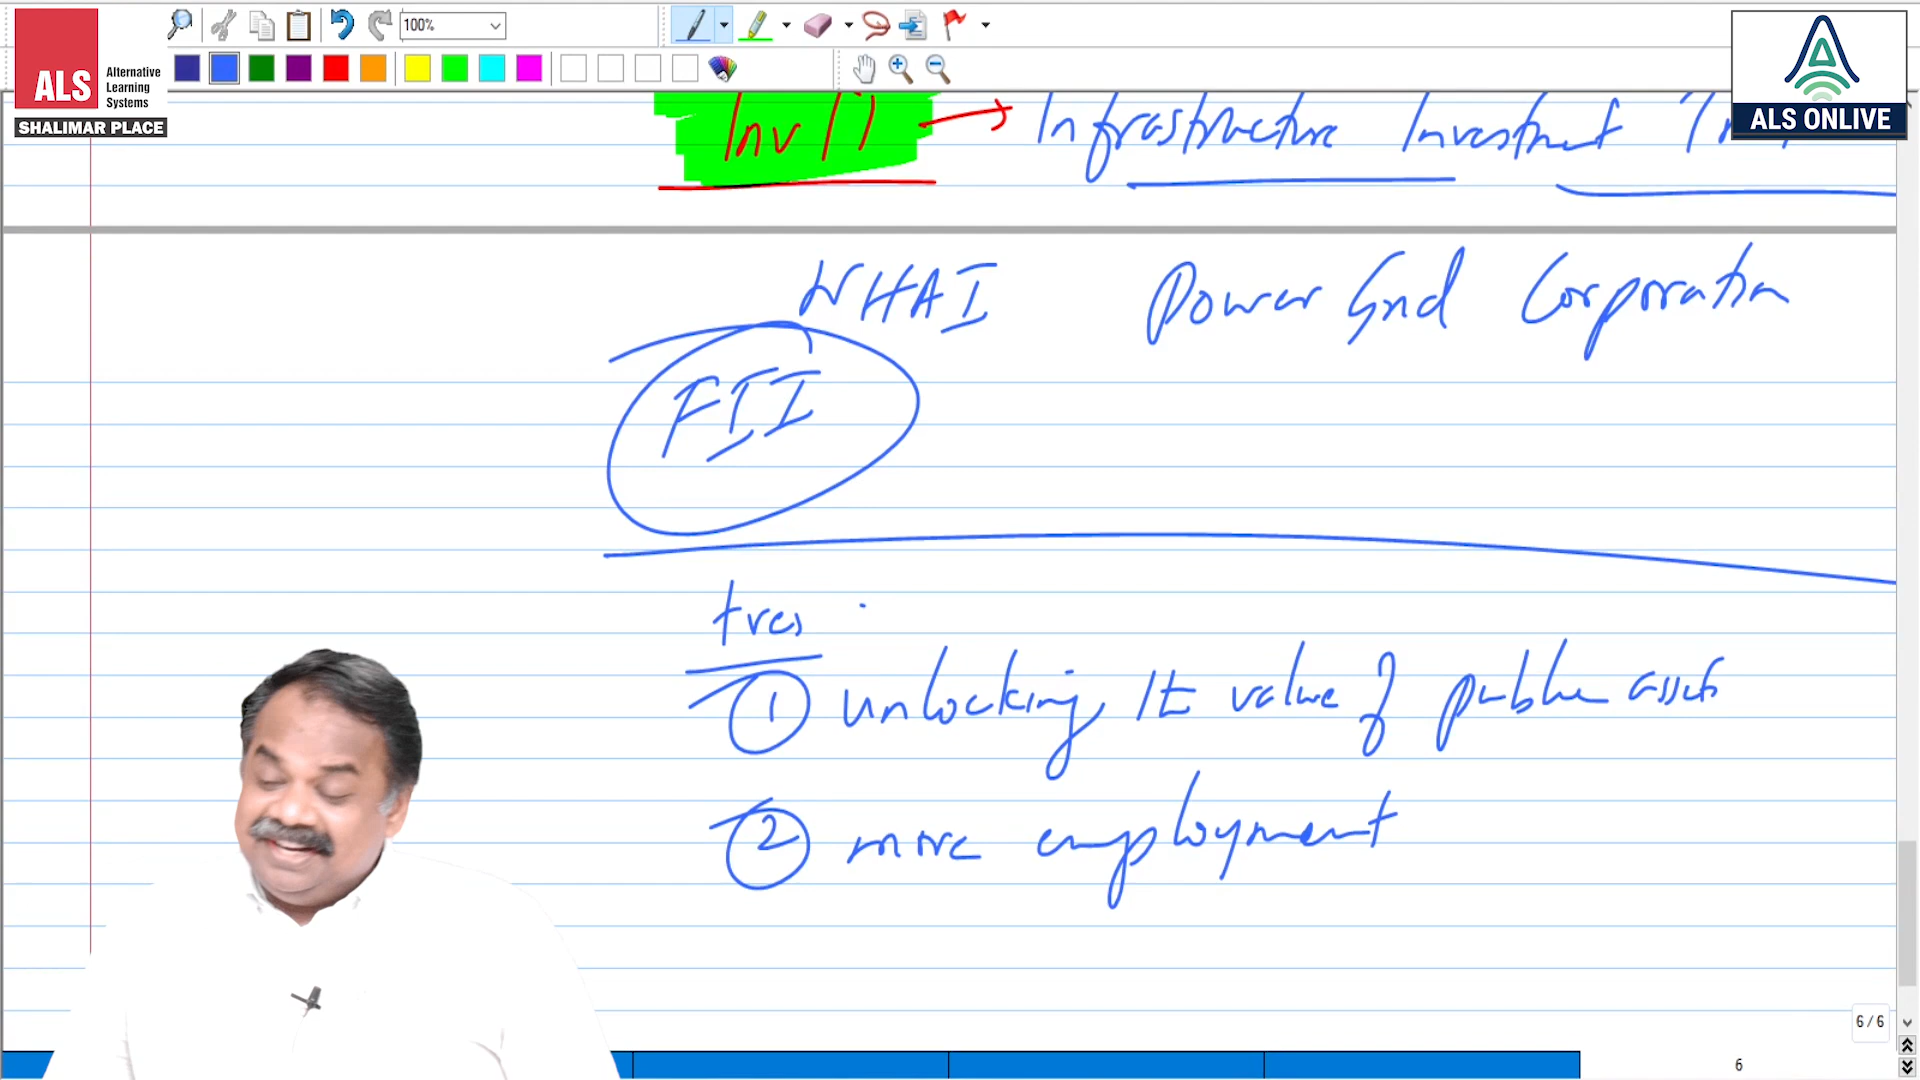 100%
ALS
Alternative
Learning
Systems
SHALIMAR PLACE
ALS ONLIVE
InvIT → Infrastructure Investment
NHAI Power Grid Corporation
FII
+ves
① unlocking the value of public assets
② more employment
6 / 6
6